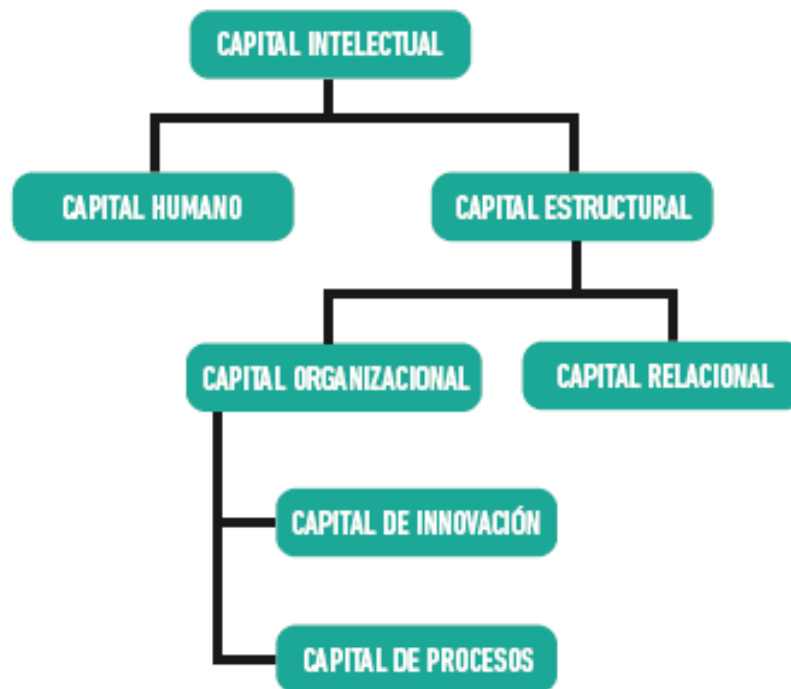 CAPITAL INTELECTUAL
CAPITAL HUMANO
CAPITAL ESTRUCTURAL
CAPITAL ORGANIZACIONAL
CAPITAL RELACIONAL
CAPITAL DE INNOVACIÓN
CAPITAL DE PROCESOS